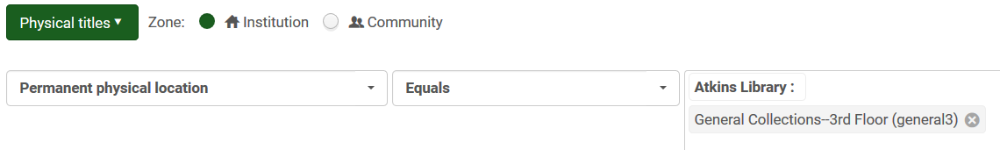 Physical titles Zone: Institution Community
Permanent physical location Equals Atkins Library :
General Collections--3rd Floor (general3)